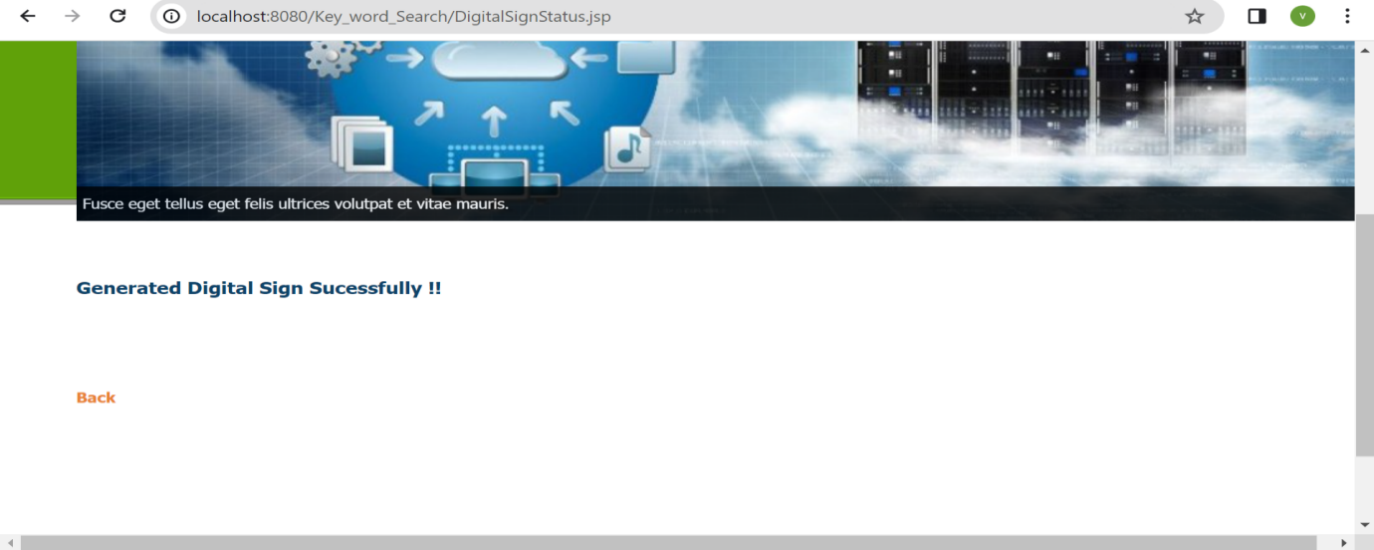 localhost:8080/Key_word_Search/DigitalSignStatus.jsp
V
Fusce eget tellus eget felis ultrices volutpat et vitae mauris.
Generated Digital Sign Sucessfully !!
Back